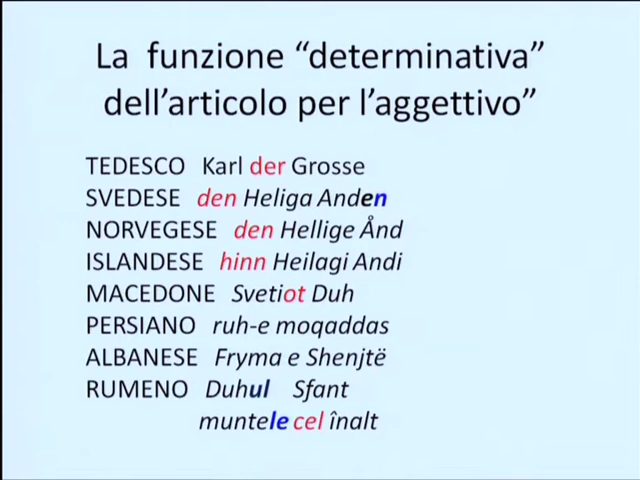 La funzione “determinativa”
dell’articolo per l’aggettivo”
TEDESCO Karl der Grosse
SVEDESE den Heliga Anden
NORVEGESE den Hellige Ånd
ISLANDESE hinn Heilagi Andi
MACEDONE Svetiot Duh
PERSIANO ruh-e moqaddas
ALBANESE Fryma e Shenjtë
RUMENO Duhul Sfant
muntele cel înalt